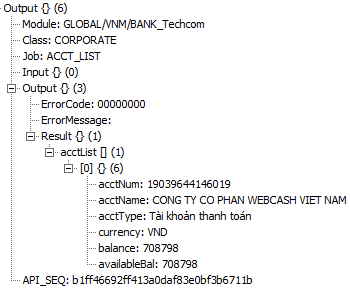 Output {} (6)
Module: GLOBAL/VNM/BANK_Techcom
Class: CORPORATE
Job: ACCT_LIST
Input {} (0)
Output {} (3)
ErrorCode: 00000000
ErrorMessage:
Result {} (1)
acctList [] (1)
[0] {} (6)
acctNum: 19039644146019
acctName: CONG TY CO PHAN WEBCASH VIET NAM
acctType: Tài khoản thanh toán
currency: VND
balance: 708798
availableBal: 708798
API_SEQ: b1ff46692ff413a0daf83e0bf3b6711b